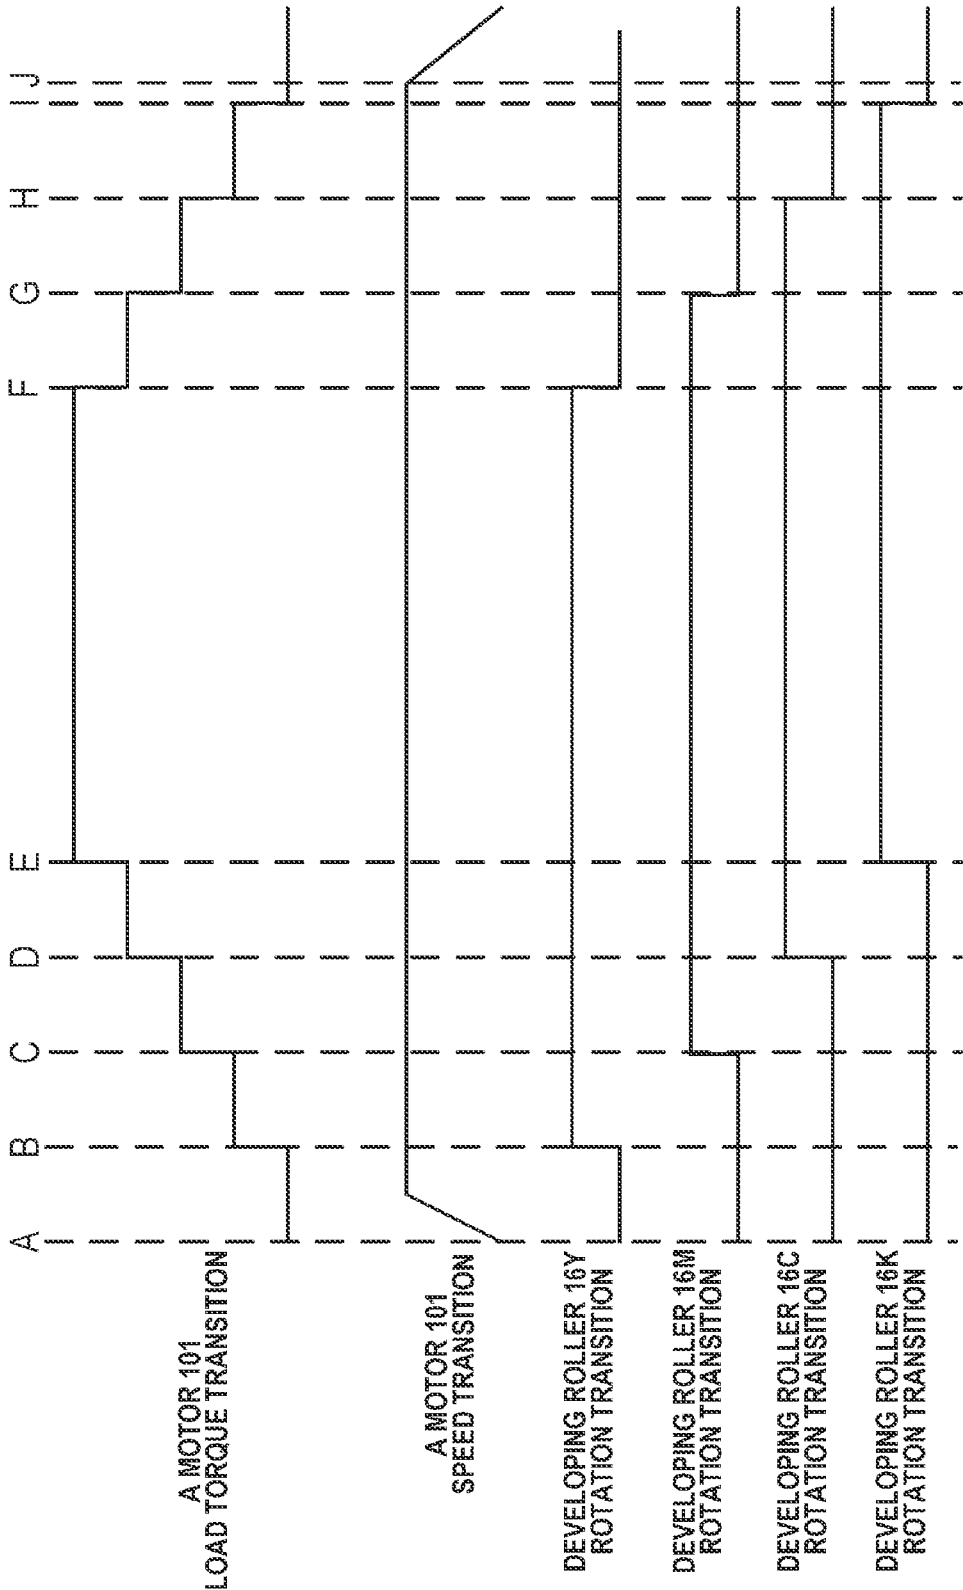 A B C D E F G H I J
A MOTOR 101
LOAD TORQUE TRANSITION
A MOTOR 101
SPEED TRANSITION
DEVELOPING ROLLER 16Y
ROTATION TRANSITION
DEVELOPING ROLLER 16M
ROTATION TRANSITION
DEVELOPING ROLLER 16C
ROTATION TRANSITION
DEVELOPING ROLLER 16K
ROTATION TRANSITION